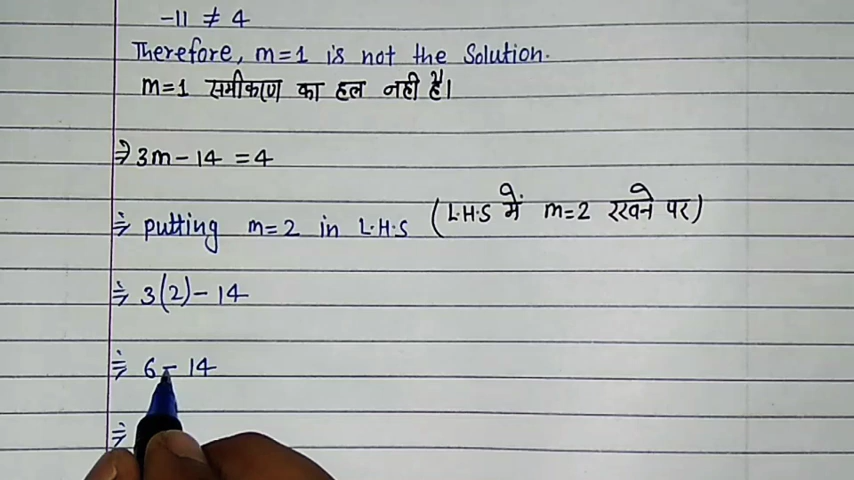 -11 ≠ 4
Therefore, m=1 is not the Solution.
m=1 समीकरण का हल नही है।
⇒ 3m - 14 = 4
⇒ putting m=2 in L.H.S (L.H.S में m=2 रखने पर)
⇒ 3(2) - 14
⇒ 6 - 14
⇒